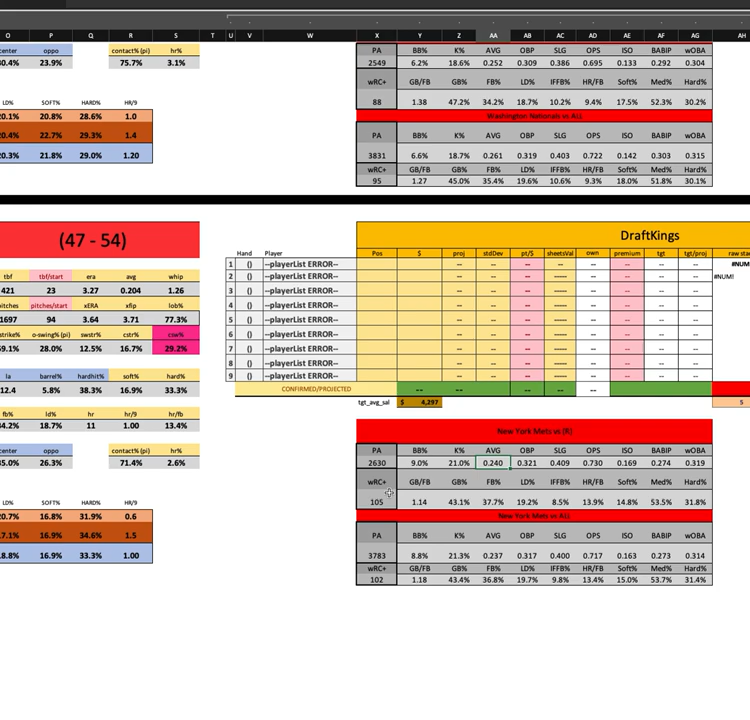 O P Q R S T U V W X Y Z AA AB AC AD AE AF AG AH
center oppo contact% (pi) hr% PA BB% K% AVG OBP SLG OPS ISO BABIP wOBA
30.4% 23.9% 75.7% 3.1% 2549 6.2% 18.6% 0.252 0.309 0.386 0.695 0.133 0.292 0.304
wRC+ GB/FB GB% FB% LD% IFFB% HR/FB Soft% Med% Hard%
LD% SOFT% HARD% HR/9 88 1.38 47.2% 34.2% 18.7% 10.2% 9.4% 17.5% 52.3% 30.2%
20.1% 20.8% 28.6% 1.0 Washington Nationals vs ALL
20.4% 22.7% 29.3% 1.4 PA BB% K% AVG OBP SLG OPS ISO BABIP wOBA
20.3% 21.8% 29.0% 1.20 3831 6.6% 18.7% 0.261 0.319 0.403 0.722 0.142 0.303 0.315
wRC+ GB/FB GB% FB% LD% IFFB% HR/FB Soft% Med% Hard%
95 1.27 45.0% 35.4% 19.6% 10.6% 9.3% 18.0% 51.8% 30.1%
(47 - 54) DraftKings
Hand Player Pos $ proj stdDev pt/$ sheetsVal own premium tgt tgt/proj
1 () --playerList ERROR-- -- -- -- ----- -- -- -- #NUM
tbf tbf/start era avg whip 2 () --playerList ERROR-- -- -- -- ----- -- -- -- #NUM!
421 23 3.27 0.204 1.26 3 () --playerList ERROR-- -- -- -- ----- -- -- --
pitches pitches/start xERA xfip lob% 4 () --playerList ERROR-- -- -- -- ----- -- -- --
1697 94 3.64 3.71 77.3% 5 () --playerList ERROR-- -- -- -- ----- -- -- --
strike% o-swing% (pi) swstr% cstr% csw% 6 () --playerList ERROR-- -- -- -- ----- -- -- --
59.1% 28.0% 12.5% 16.7% 29.2% 7 () --playerList ERROR-- -- -- -- ----- -- -- --
8 () --playerList ERROR-- -- -- -- ----- -- -- --
la barrel% hardhit% soft% hard% 9 () --playerList ERROR-- -- -- -- ----- -- -- --
12.4 5.8% 38.3% 16.9% 33.3% CONFIRMED/PROJECTED -- -- -- -- --
tgt_avg_sal $ 4,297 5
fb% ld% hr hr/9 hr/fb
34.2% 18.7% 11 1.00 13.4% New York Mets vs (R)
center oppo contact% (pi) hr% PA BB% K% AVG OBP SLG OPS ISO BABIP wOBA
35.0% 26.3% 71.4% 2.6% 2630 9.0% 21.0% 0.240 0.321 0.409 0.730 0.169 0.274 0.319
wRC+ GB/FB GB% FB% LD% IFFB% HR/FB Soft% Med% Hard%
LD% SOFT% HARD% HR/9 105 1.14 43.1% 37.7% 19.2% 8.5% 13.9% 14.8% 53.5% 31.8%
20.7% 16.8% 31.9% 0.6 New York Mets vs ALL
17.1% 16.9% 34.6% 1.5 PA BB% K% AVG OBP SLG OPS ISO BABIP wOBA
18.8% 16.9% 33.3% 1.00 3783 8.8% 21.3% 0.237 0.317 0.400 0.717 0.163 0.273 0.314
wRC+ GB/FB GB% FB% LD% IFFB% HR/FB Soft% Med% Hard%
102 1.18 43.4% 36.8% 19.7% 9.8% 13.4% 15.0% 53.7% 31.4%